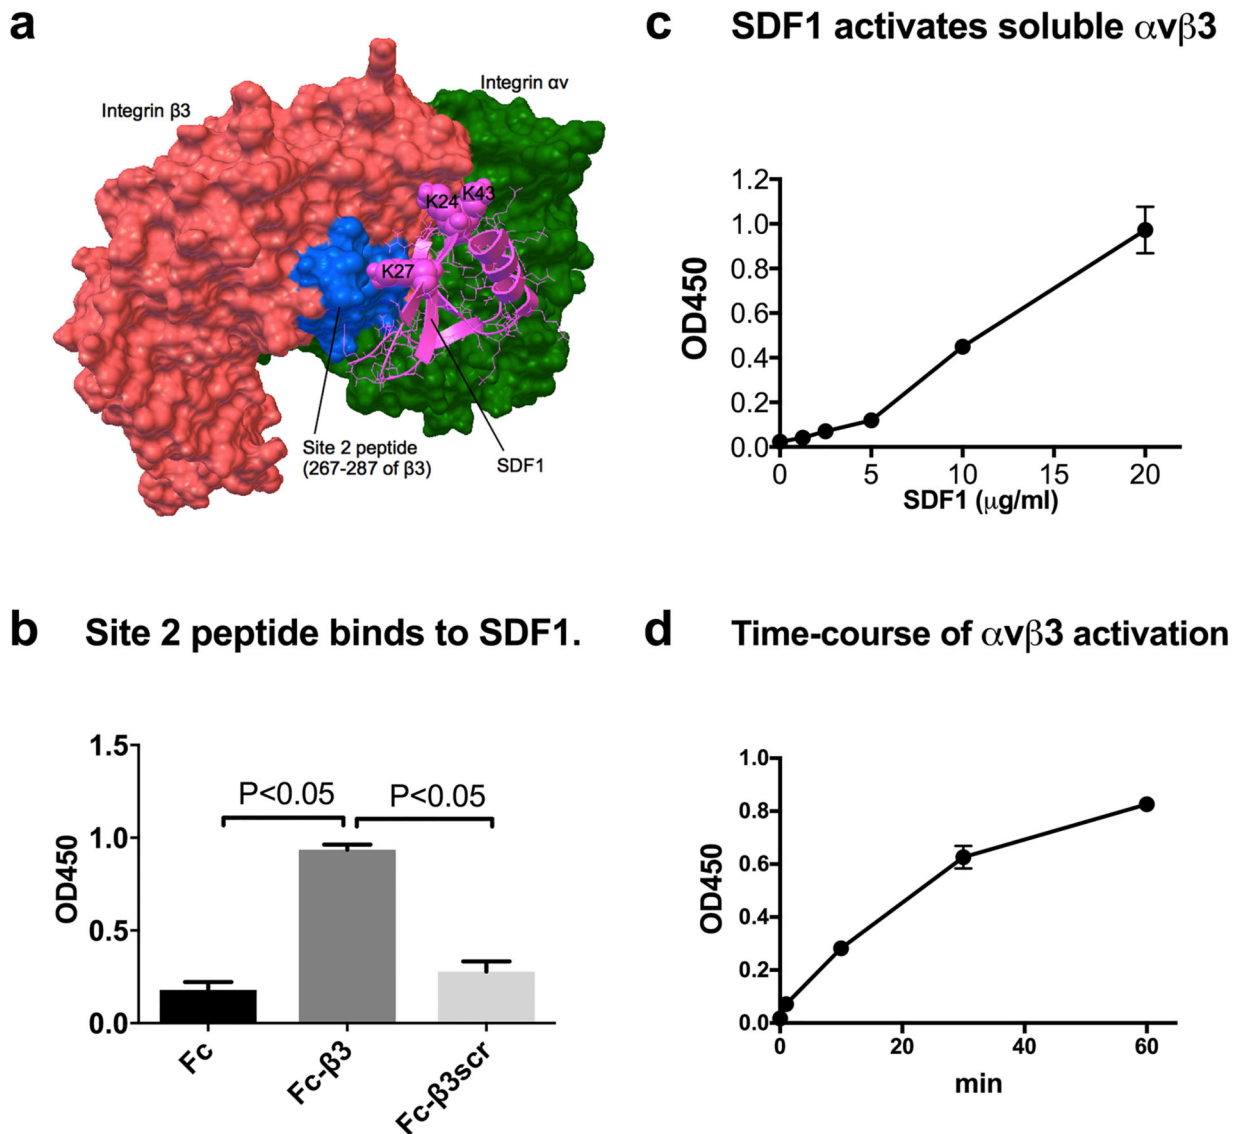 a
Integrin β3
Integrin αv
K24
K43
K27
Site 2 peptide
(267-287 of β3)
SDF1
b Site 2 peptide binds to SDF1.
OD450
1.5
1.0
0.5
0.0
P<0.05
P<0.05
Fc
Fc-β3
Fc-β3scr
c SDF1 activates soluble αvβ3
OD450
1.2
1.0
0.8
0.6
0.4
0.2
0.0
0 5 10 15 20
SDF1 (μg/ml)
d Time-course of αvβ3 activation
OD450
1.0
0.8
0.6
0.4
0.2
0.0
0 20 40 60
min